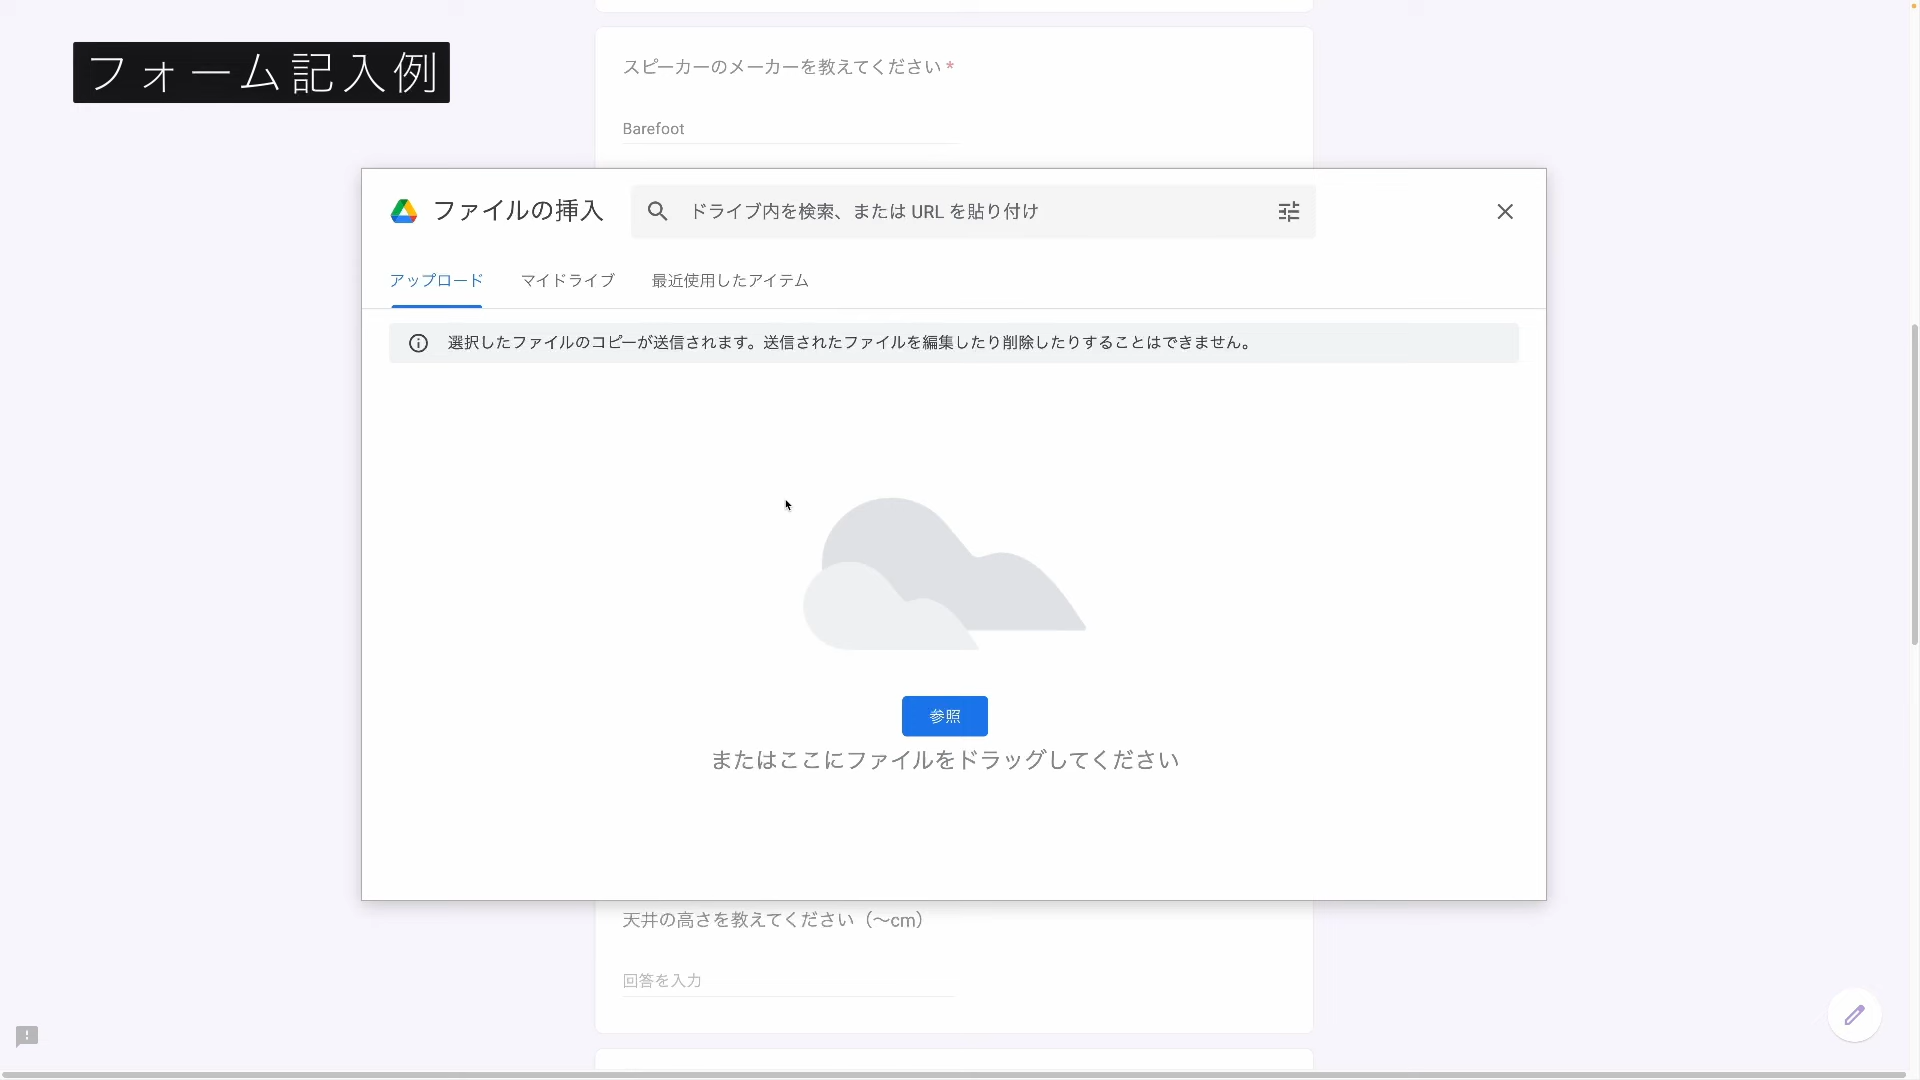 フォーム記入例
スピーカーのメーカーを教えてください *
Barefoot
ファイルの挿入
ドライブ内を検索、または URL を貼り付け
アップロード
マイドライブ
最近使用したアイテム
選択したファイルのコピーが送信されます。送信されたファイルを編集したり削除したりすることはできません。
参照
またはここにファイルをドラッグしてください
天井の高さを教えてください（〜cm）
回答を入力